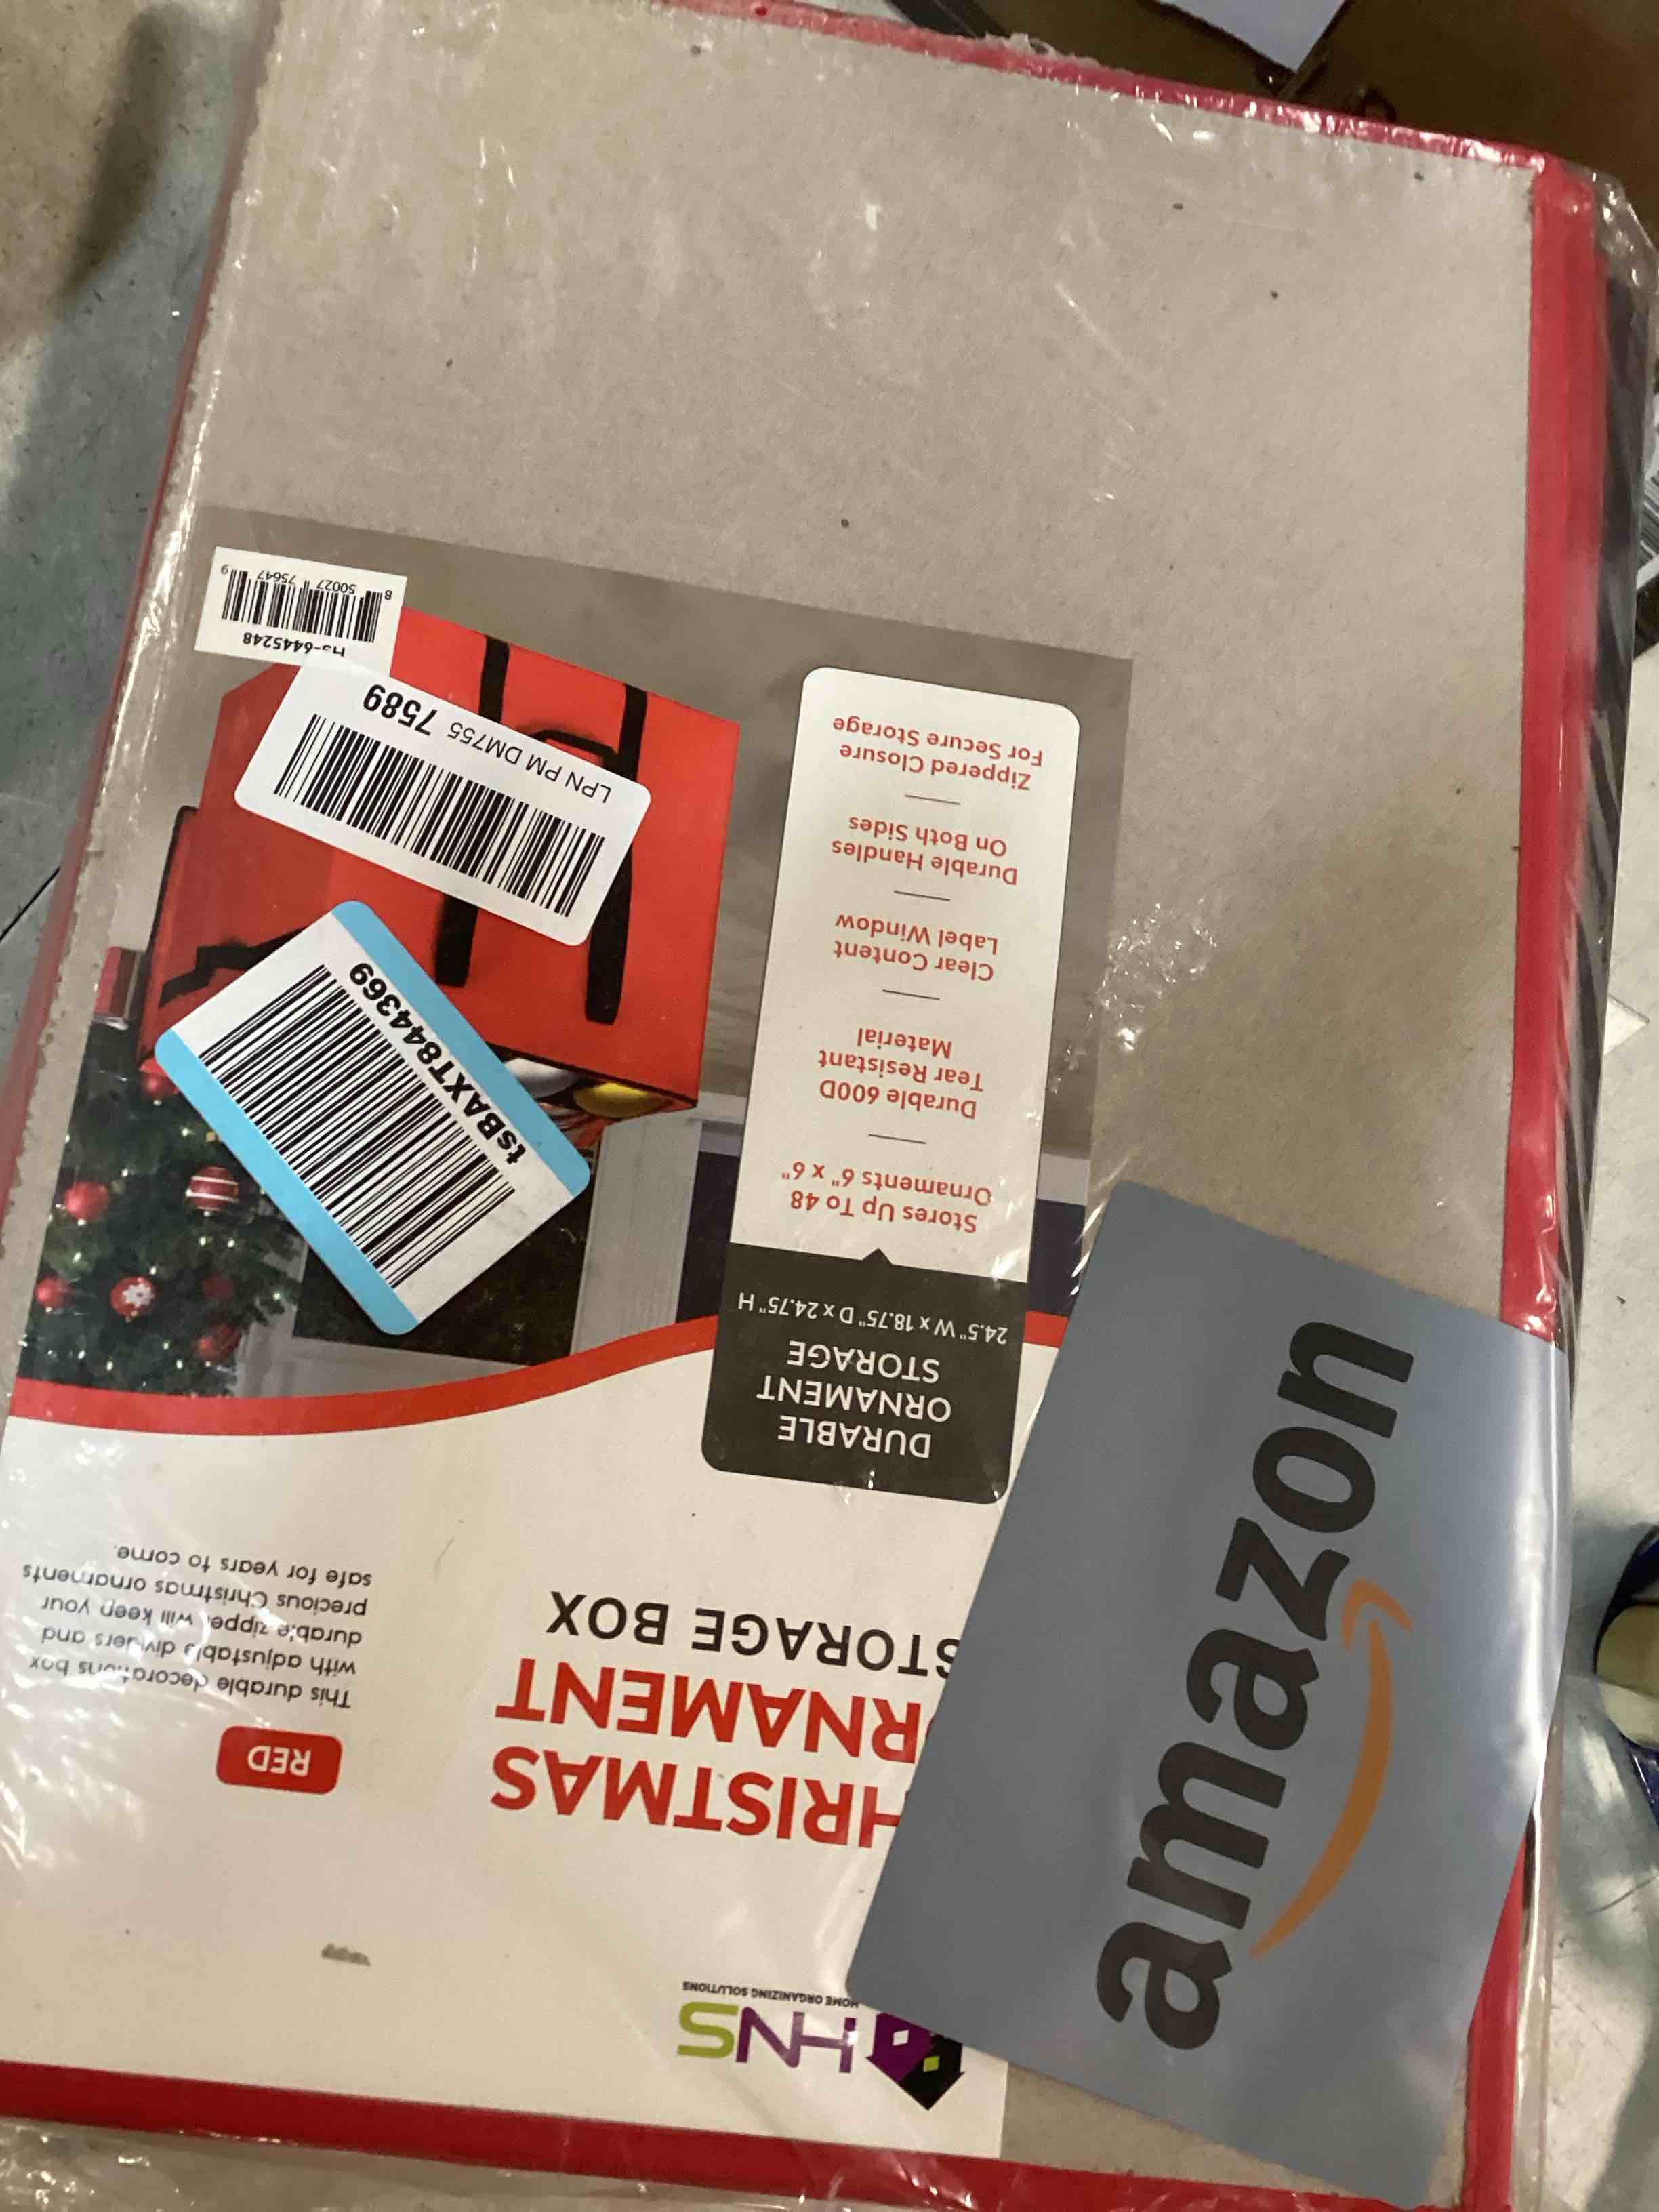 HNS
HOME ORGANIZING SOLUTIONS
HRISTMAS
RNAMENT
STORAGE BOX
RED
This durable decorations box
with adjustable dividers and
durable zipper will keep your
precious Christmas ornaments
safe for years to come.
DURABLE
ORNAMENT
STORAGE
24.5" W x 18.75" D x 24.75" H
Stores Up To 48
Ornaments 6" x 6"
Durable 600D
Tear Resistant
Material
Clear Content
Label Window
Durable Handles
On Both Sides
Zippered Closure
For Secure Storage
tsBAXT844369
LPN PM DM755 7589
HS-6445248
8 50027 75647 9
amazon